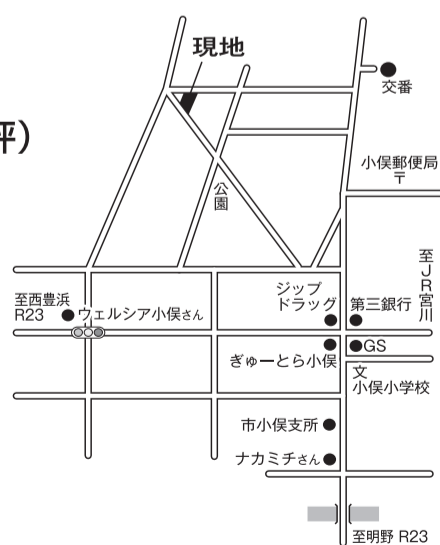 現地
交番
坪)
小俣郵便局
〒
公園
至JR宮川
ジップ
ドラッグ
第三銀行
至西豊浜
R23
ウェルシア小俣さん
ぎゅーとら小俣
GS
文
小俣小学校
市小俣支所
ナカミチさん
至明野 R23